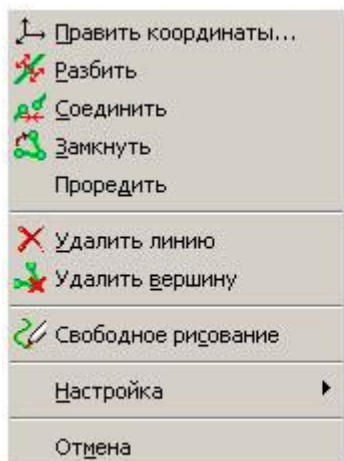 Править координаты...
Разбить
Соединить
Замкнуть
Проредить
Удалить линию
Удалить вершину
Свободное рисование
Настройка
Отмена